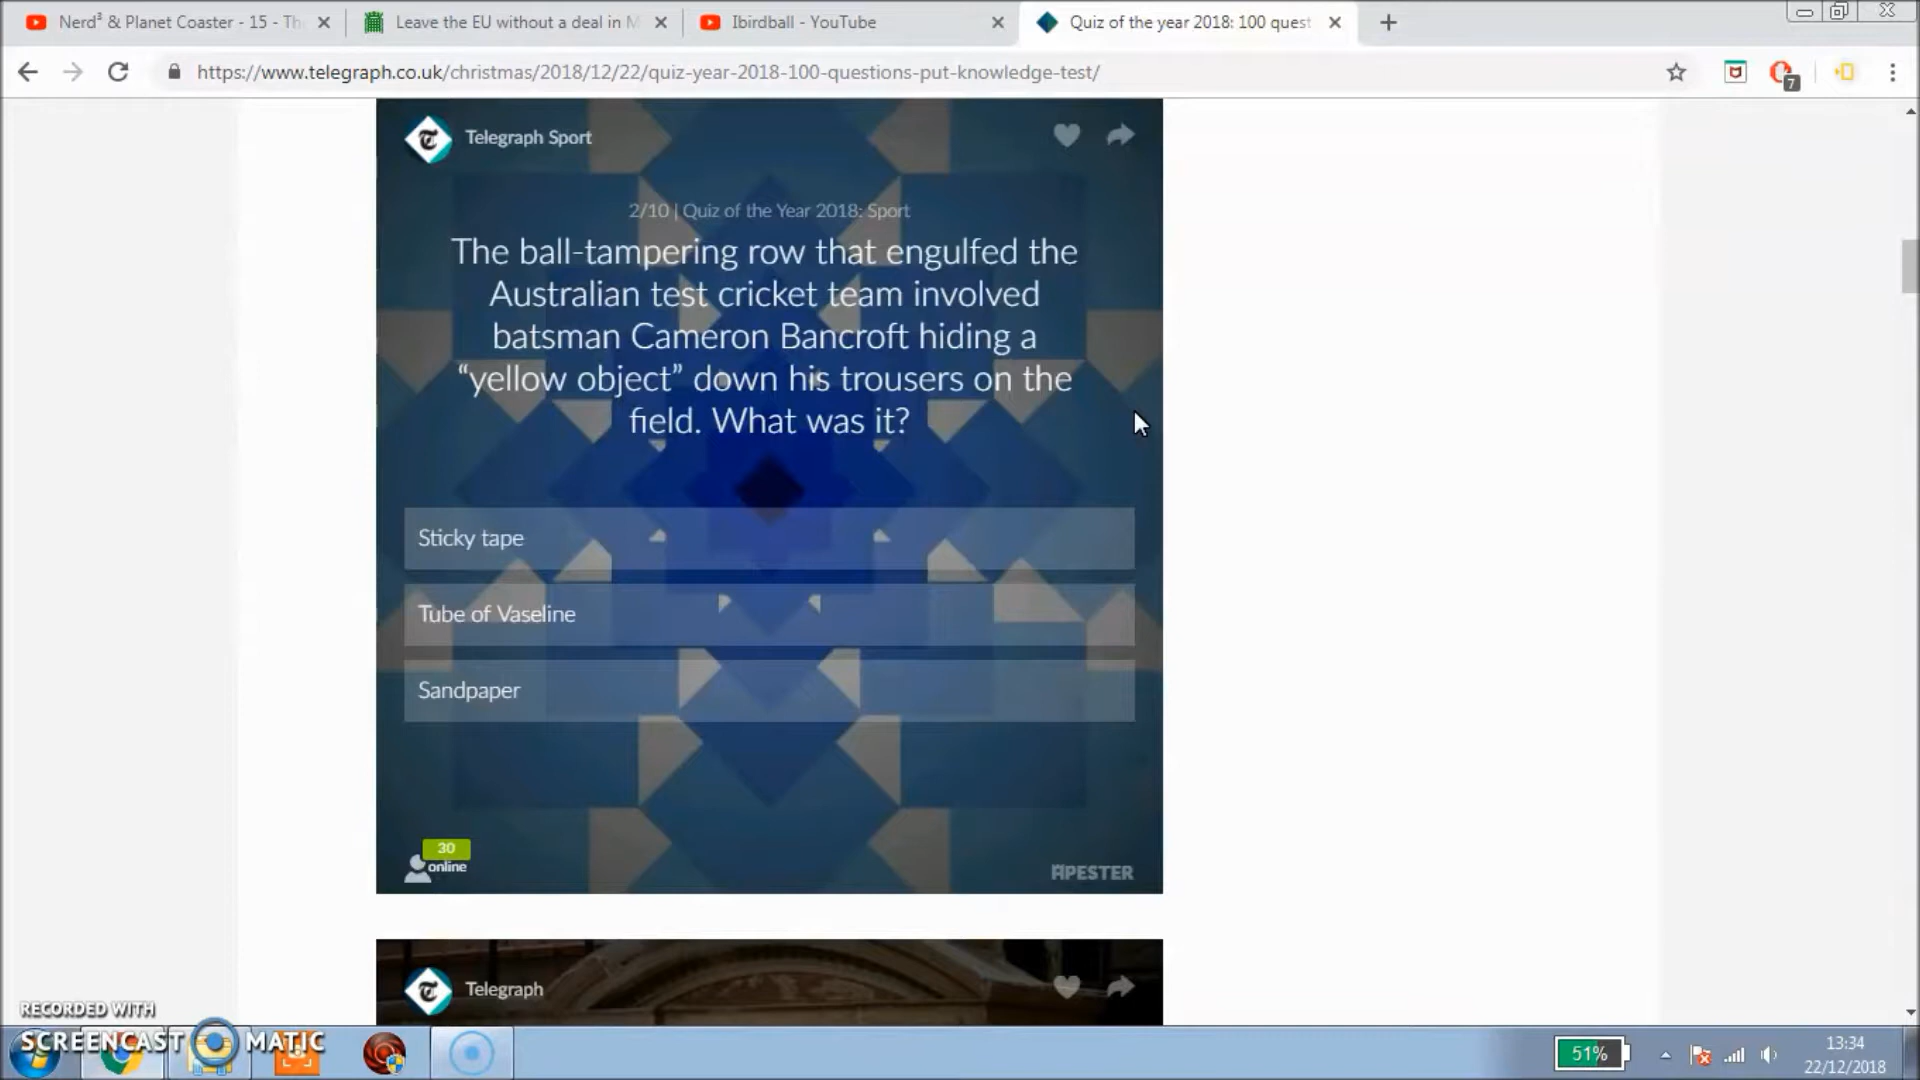 Nerd³ & Planet Coaster - 15 - Th
Leave the EU without a deal in M
Ibirdball - YouTube
Quiz of the year 2018: 100 quest
https://www.telegraph.co.uk/christmas/2018/12/22/quiz-year-2018-100-questions-put-knowledge-test/
7
Telegraph Sport
2/10 | Quiz of the Year 2018: Sport
The ball-tampering row that engulfed the
Australian test cricket team involved
batsman Cameron Bancroft hiding a
“yellow object” down his trousers on the
field. What was it?
Sticky tape
Tube of Vaseline
Sandpaper
30
online
APESTER
Telegraph
RECORDED WITH
SCREENCAST MATIC
51%
13:34
22/12/2018